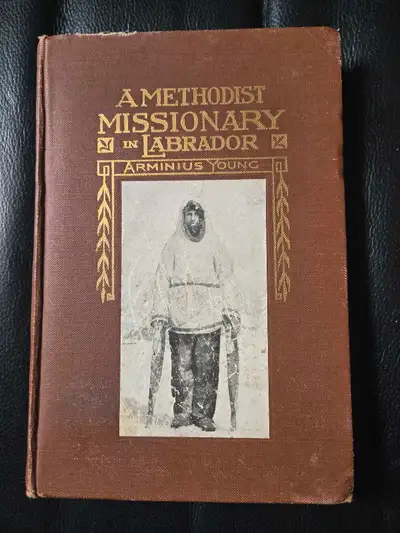 A METHODIST
MISSIONARY
IN LABRADOR
ARMINIUS YOUNG